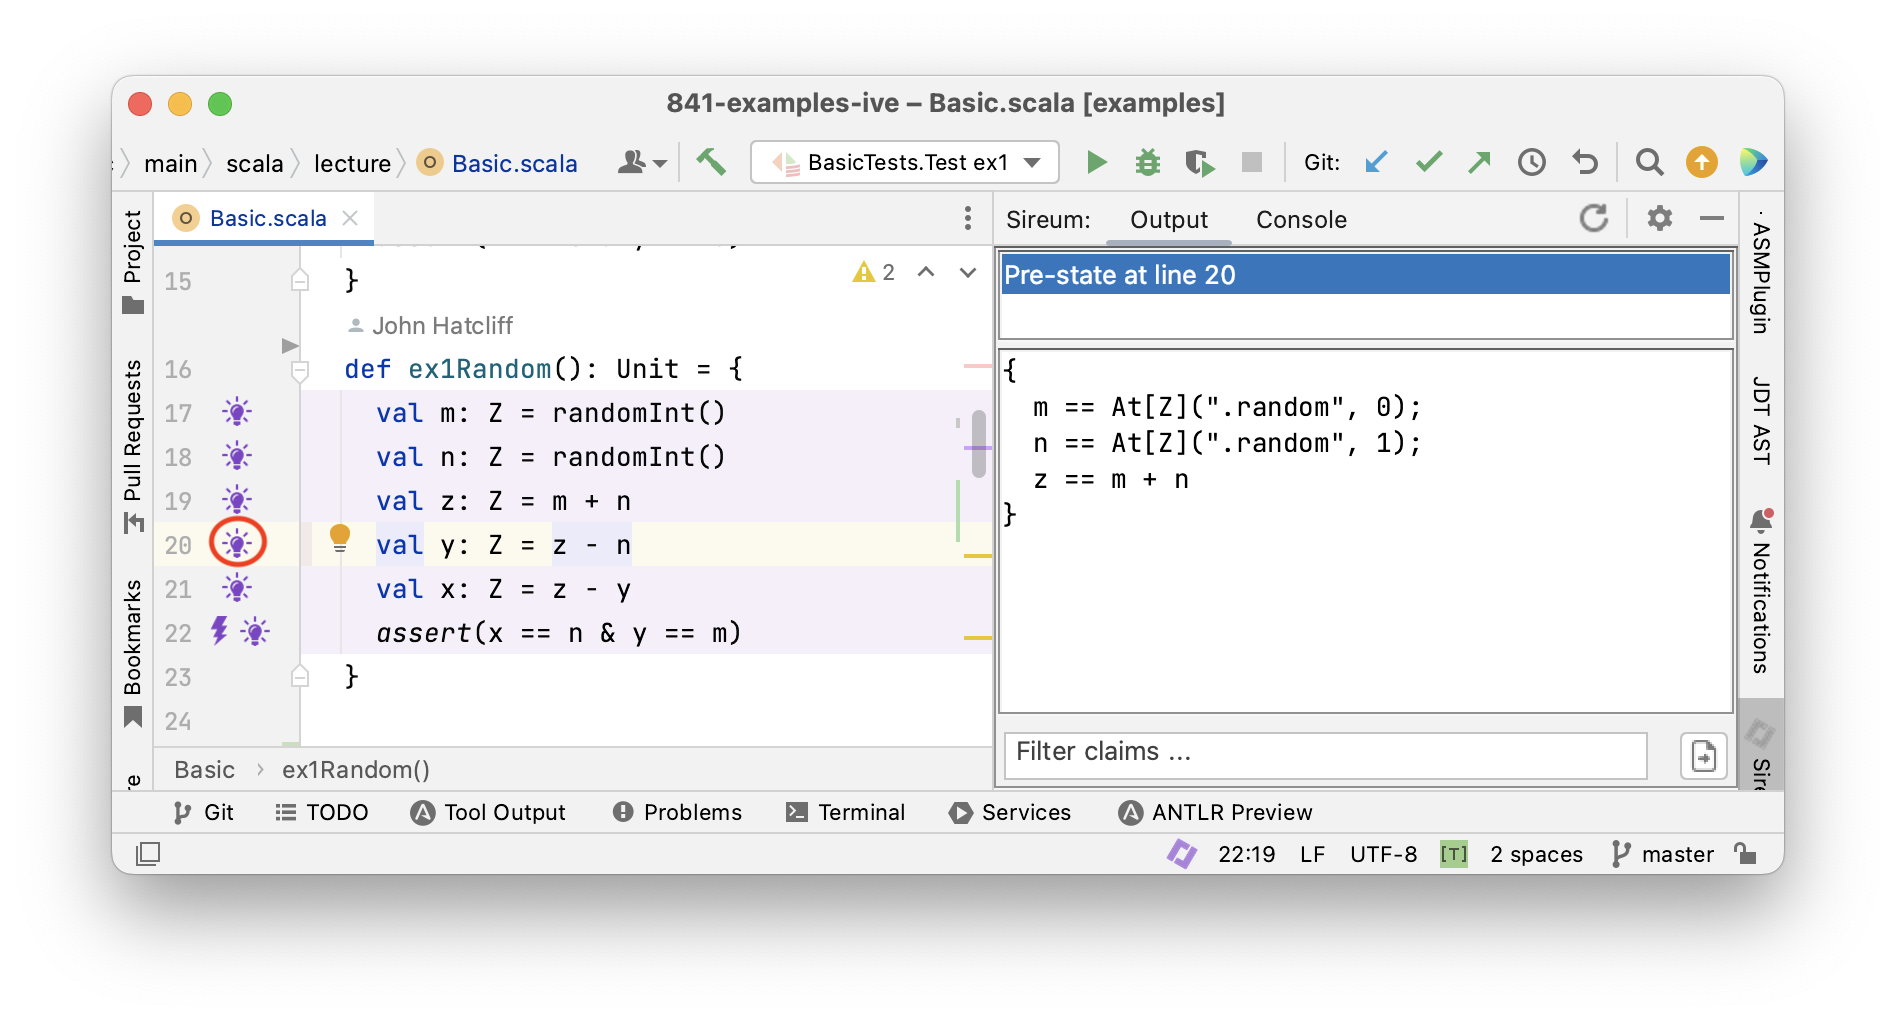 841-examples-ive – Basic.scala [examples]
main scala lecture Basic.scala
BasicTests.Test ex1
Git:
Project
Pull Requests
Bookmarks
Basic.scala
2
15 }
John Hatcliff
16 def ex1Random(): Unit = {
17 val m: Z = randomInt()
18 val n: Z = randomInt()
19 val z: Z = m + n
20 val y: Z = z - n
21 val x: Z = z - y
22 assert(x == n & y == m)
23 }
24
Basic › ex1Random()
Sireum: Output Console
Pre-state at line 20
{
m == At[Z](".random", 0);
n == At[Z](".random", 1);
z == m + n
}
Filter claims ...
ASMPlugin
JDT AST
Notifications
Git TODO Tool Output Problems Terminal Services ANTLR Preview
22:19 LF UTF-8 [T] 2 spaces master